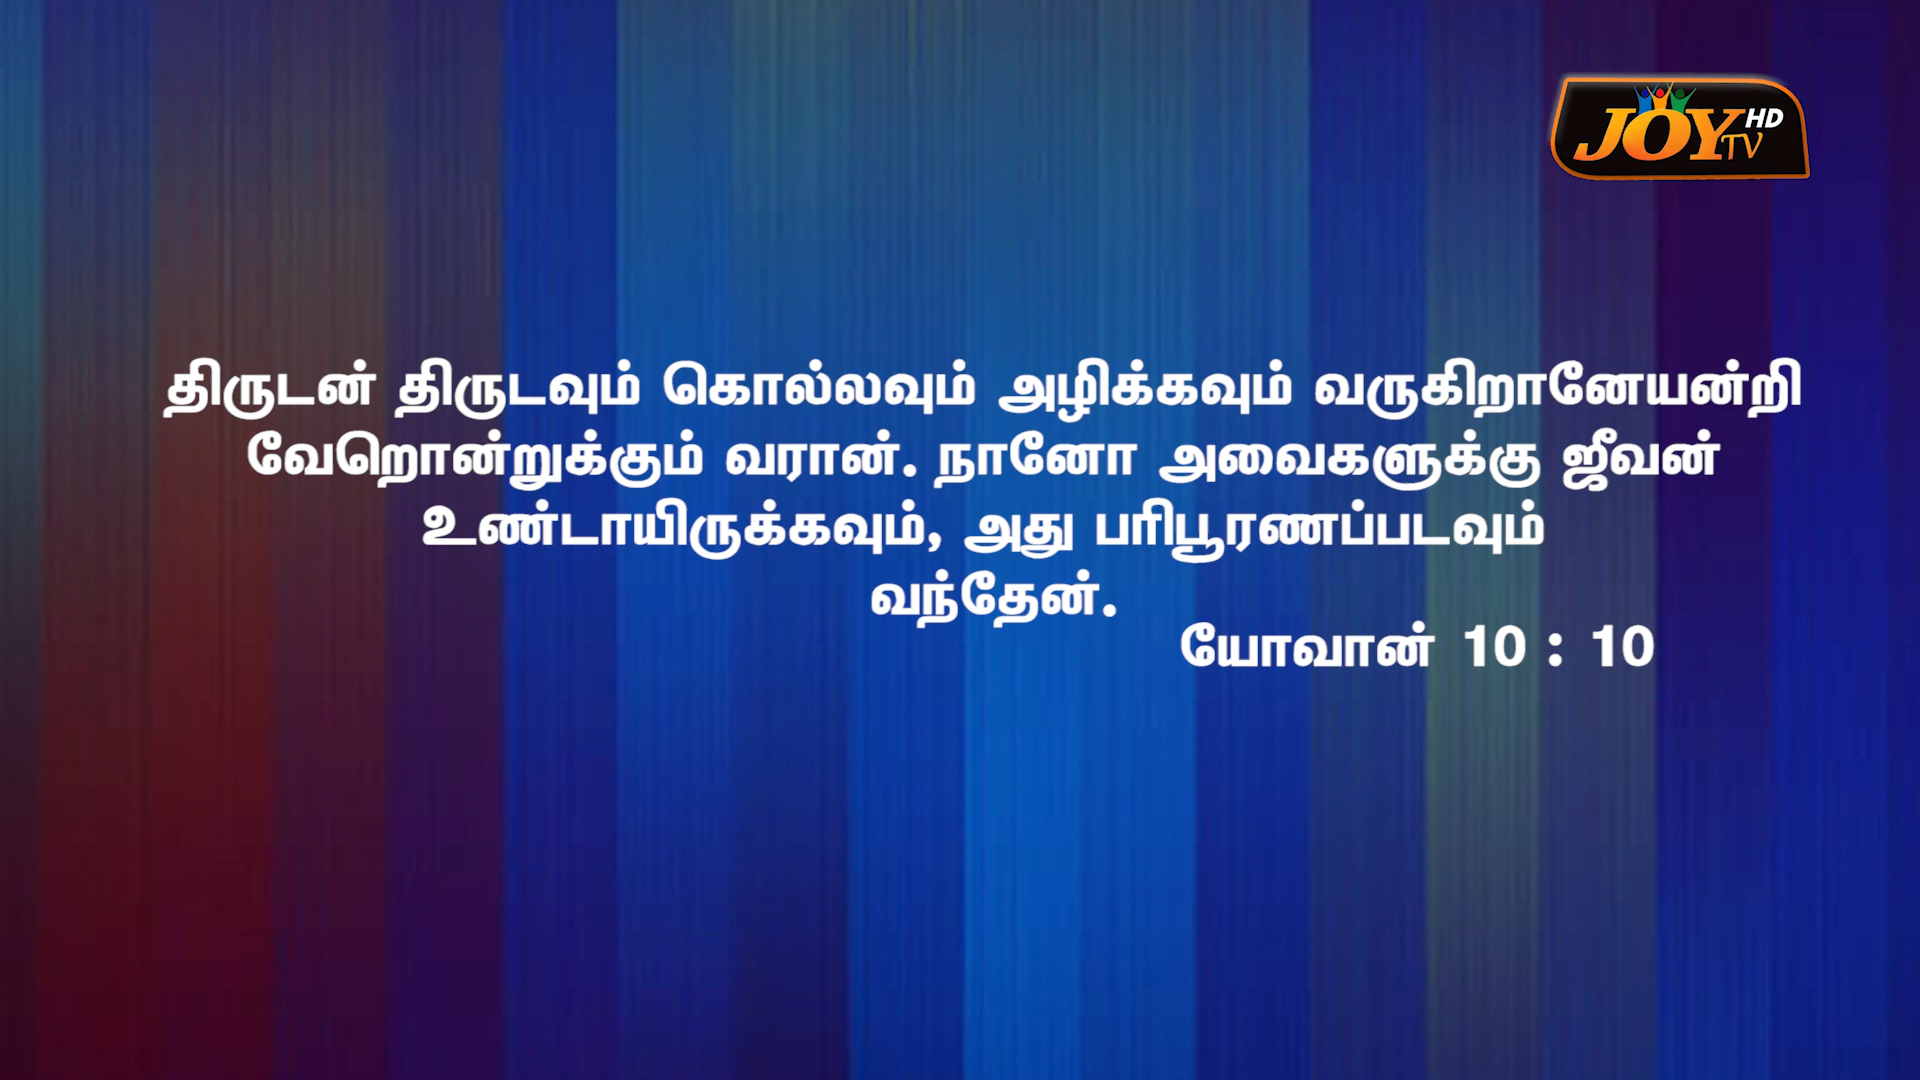 JOY HD
TV
திருடன் திருடவும் கொல்லவும் அழிக்கவும் வருகிறானேயன்றி
வேறொன்றுக்கும் வரான். நானோ அவைகளுக்கு ஜீவன்
உண்டாயிருக்கவும், அது பரிபூரணப்படவும்
வந்தேன்.
யோவான் 10 : 10